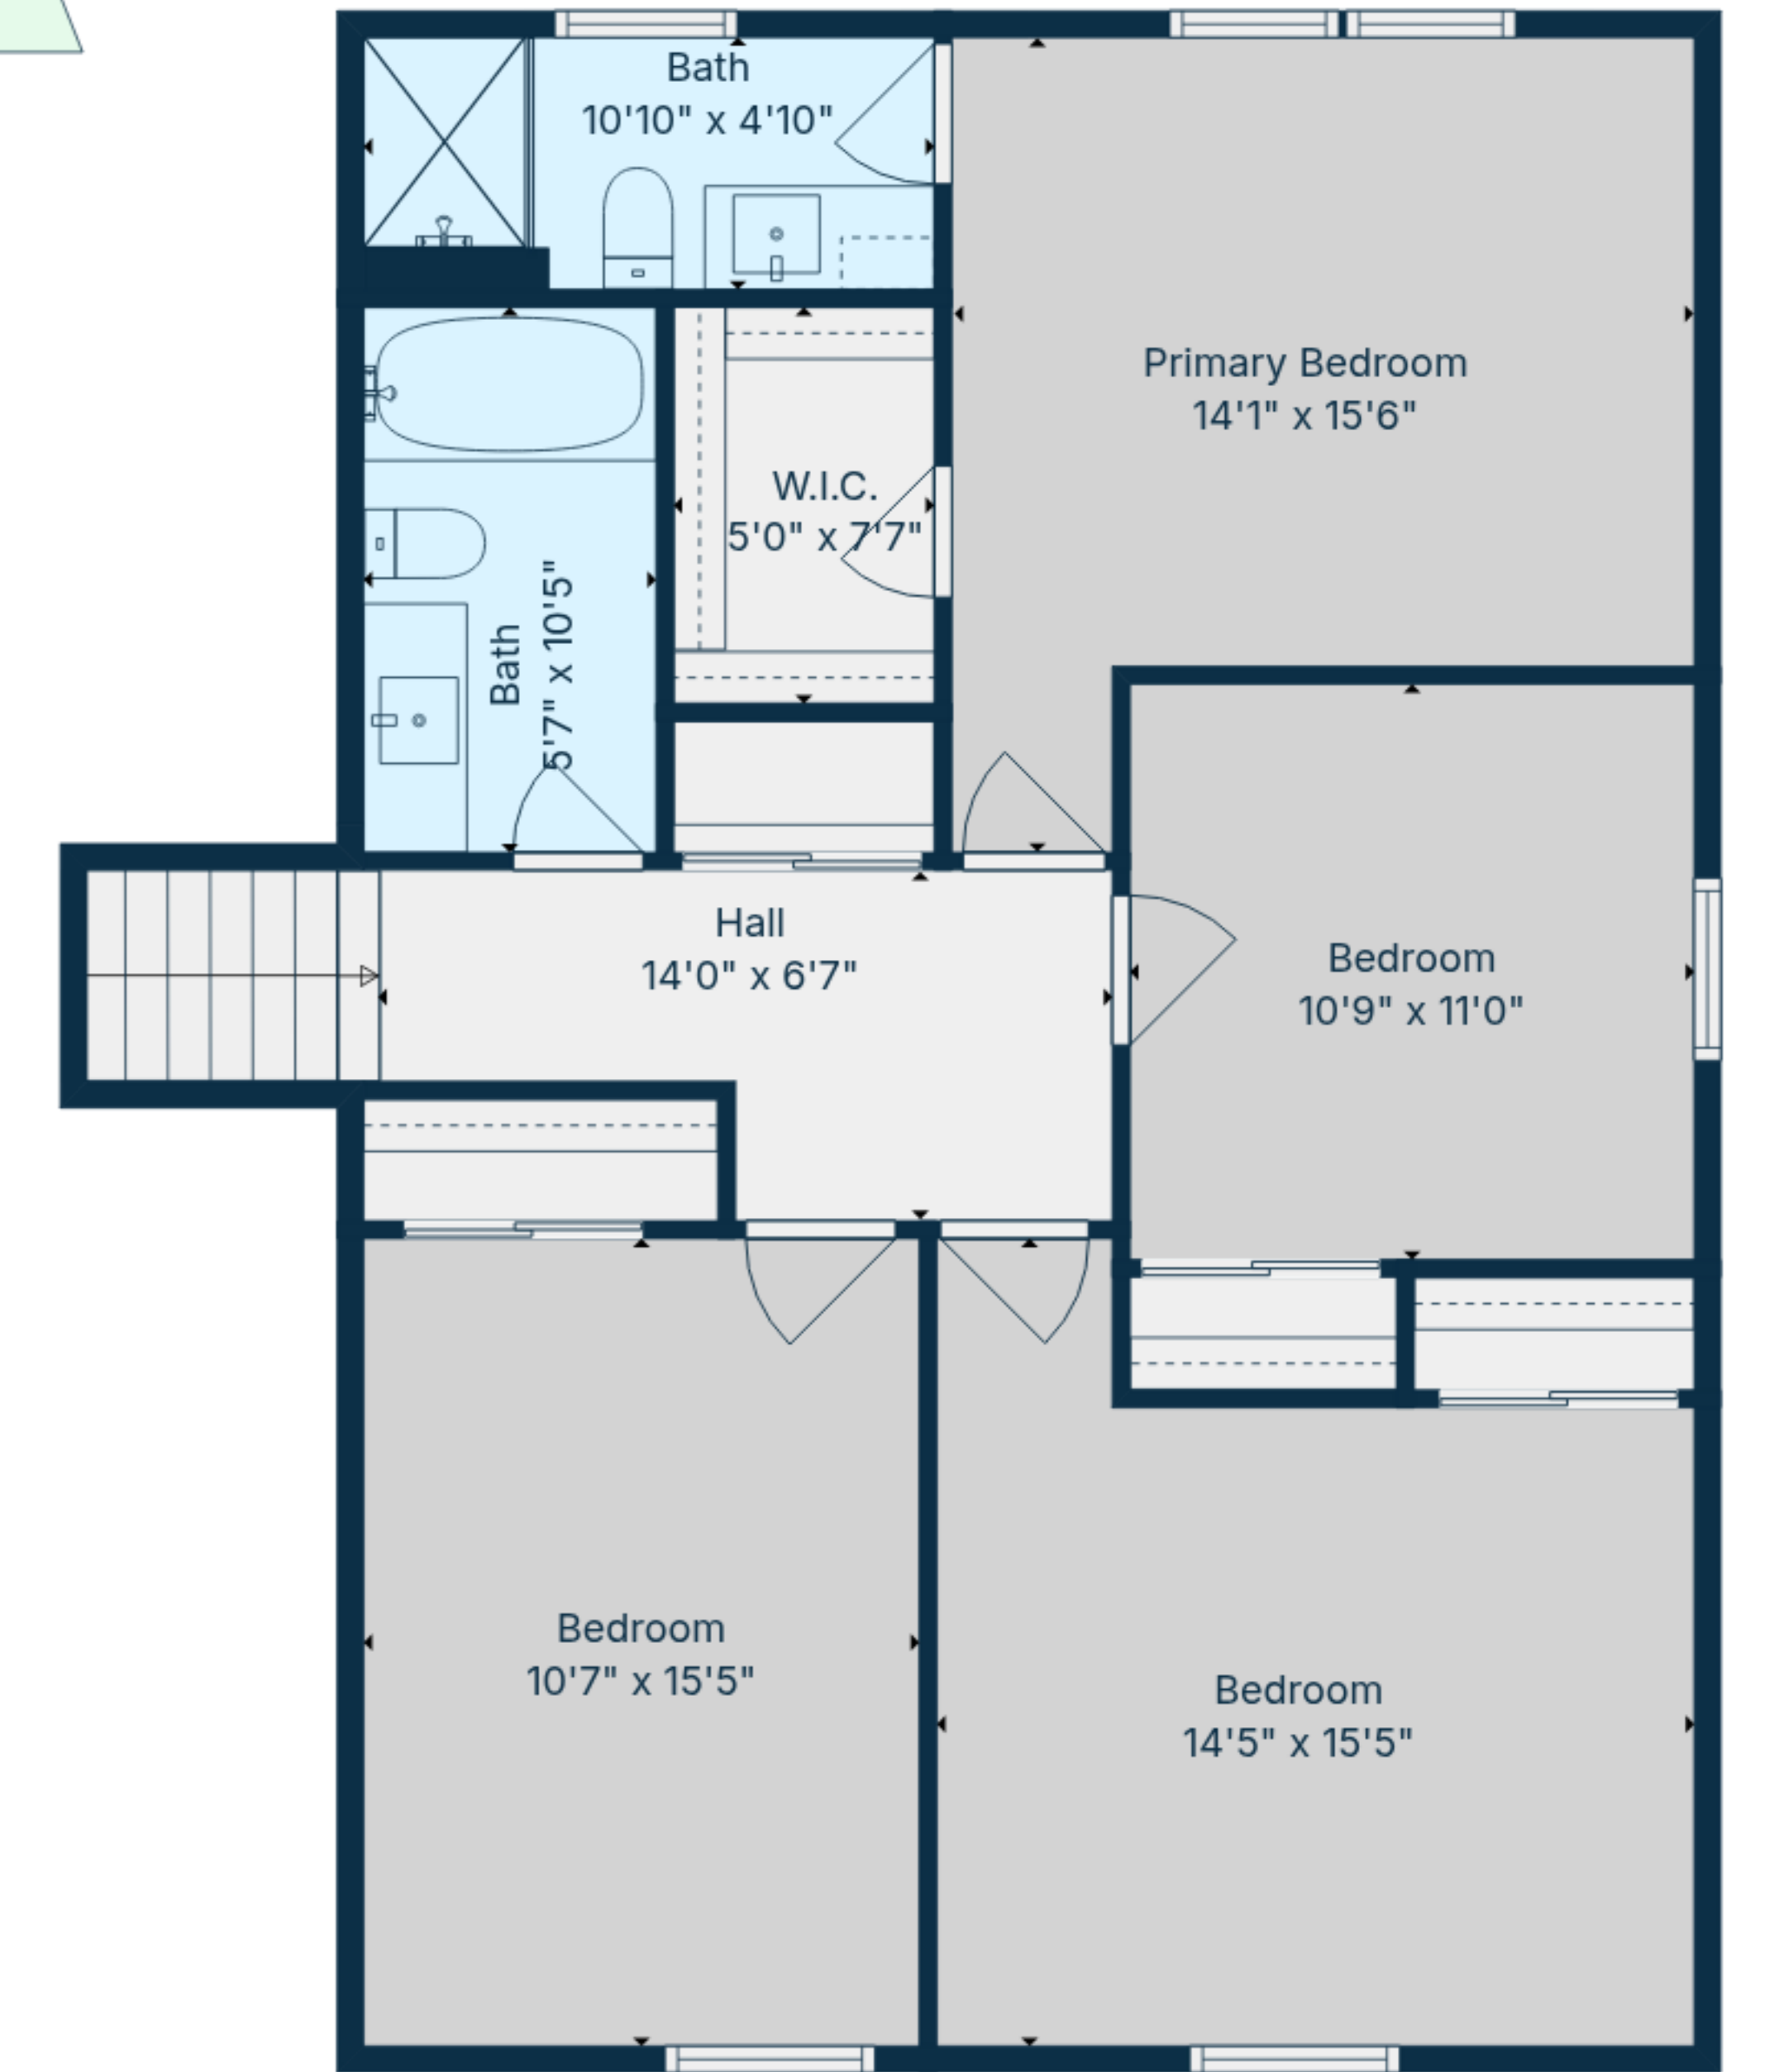 Bath
10'10" x 4'10"
Primary Bedroom
14'1" x 15'6"
W.I.C.
5'0" x 7'7"
Bath
5'7" x 10'5"
Hall
14'0" x 6'7"
Bedroom
10'9" x 11'0"
Bedroom
10'7" x 15'5"
Bedroom
14'5" x 15'5"